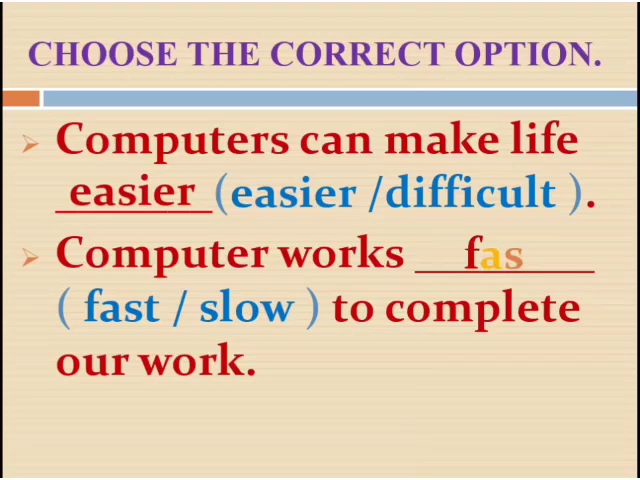 CHOOSE THE CORRECT OPTION.
Computers can make life
easier (easier /difficult ).
Computer works ________ fas
( fast / slow ) to complete
our work.